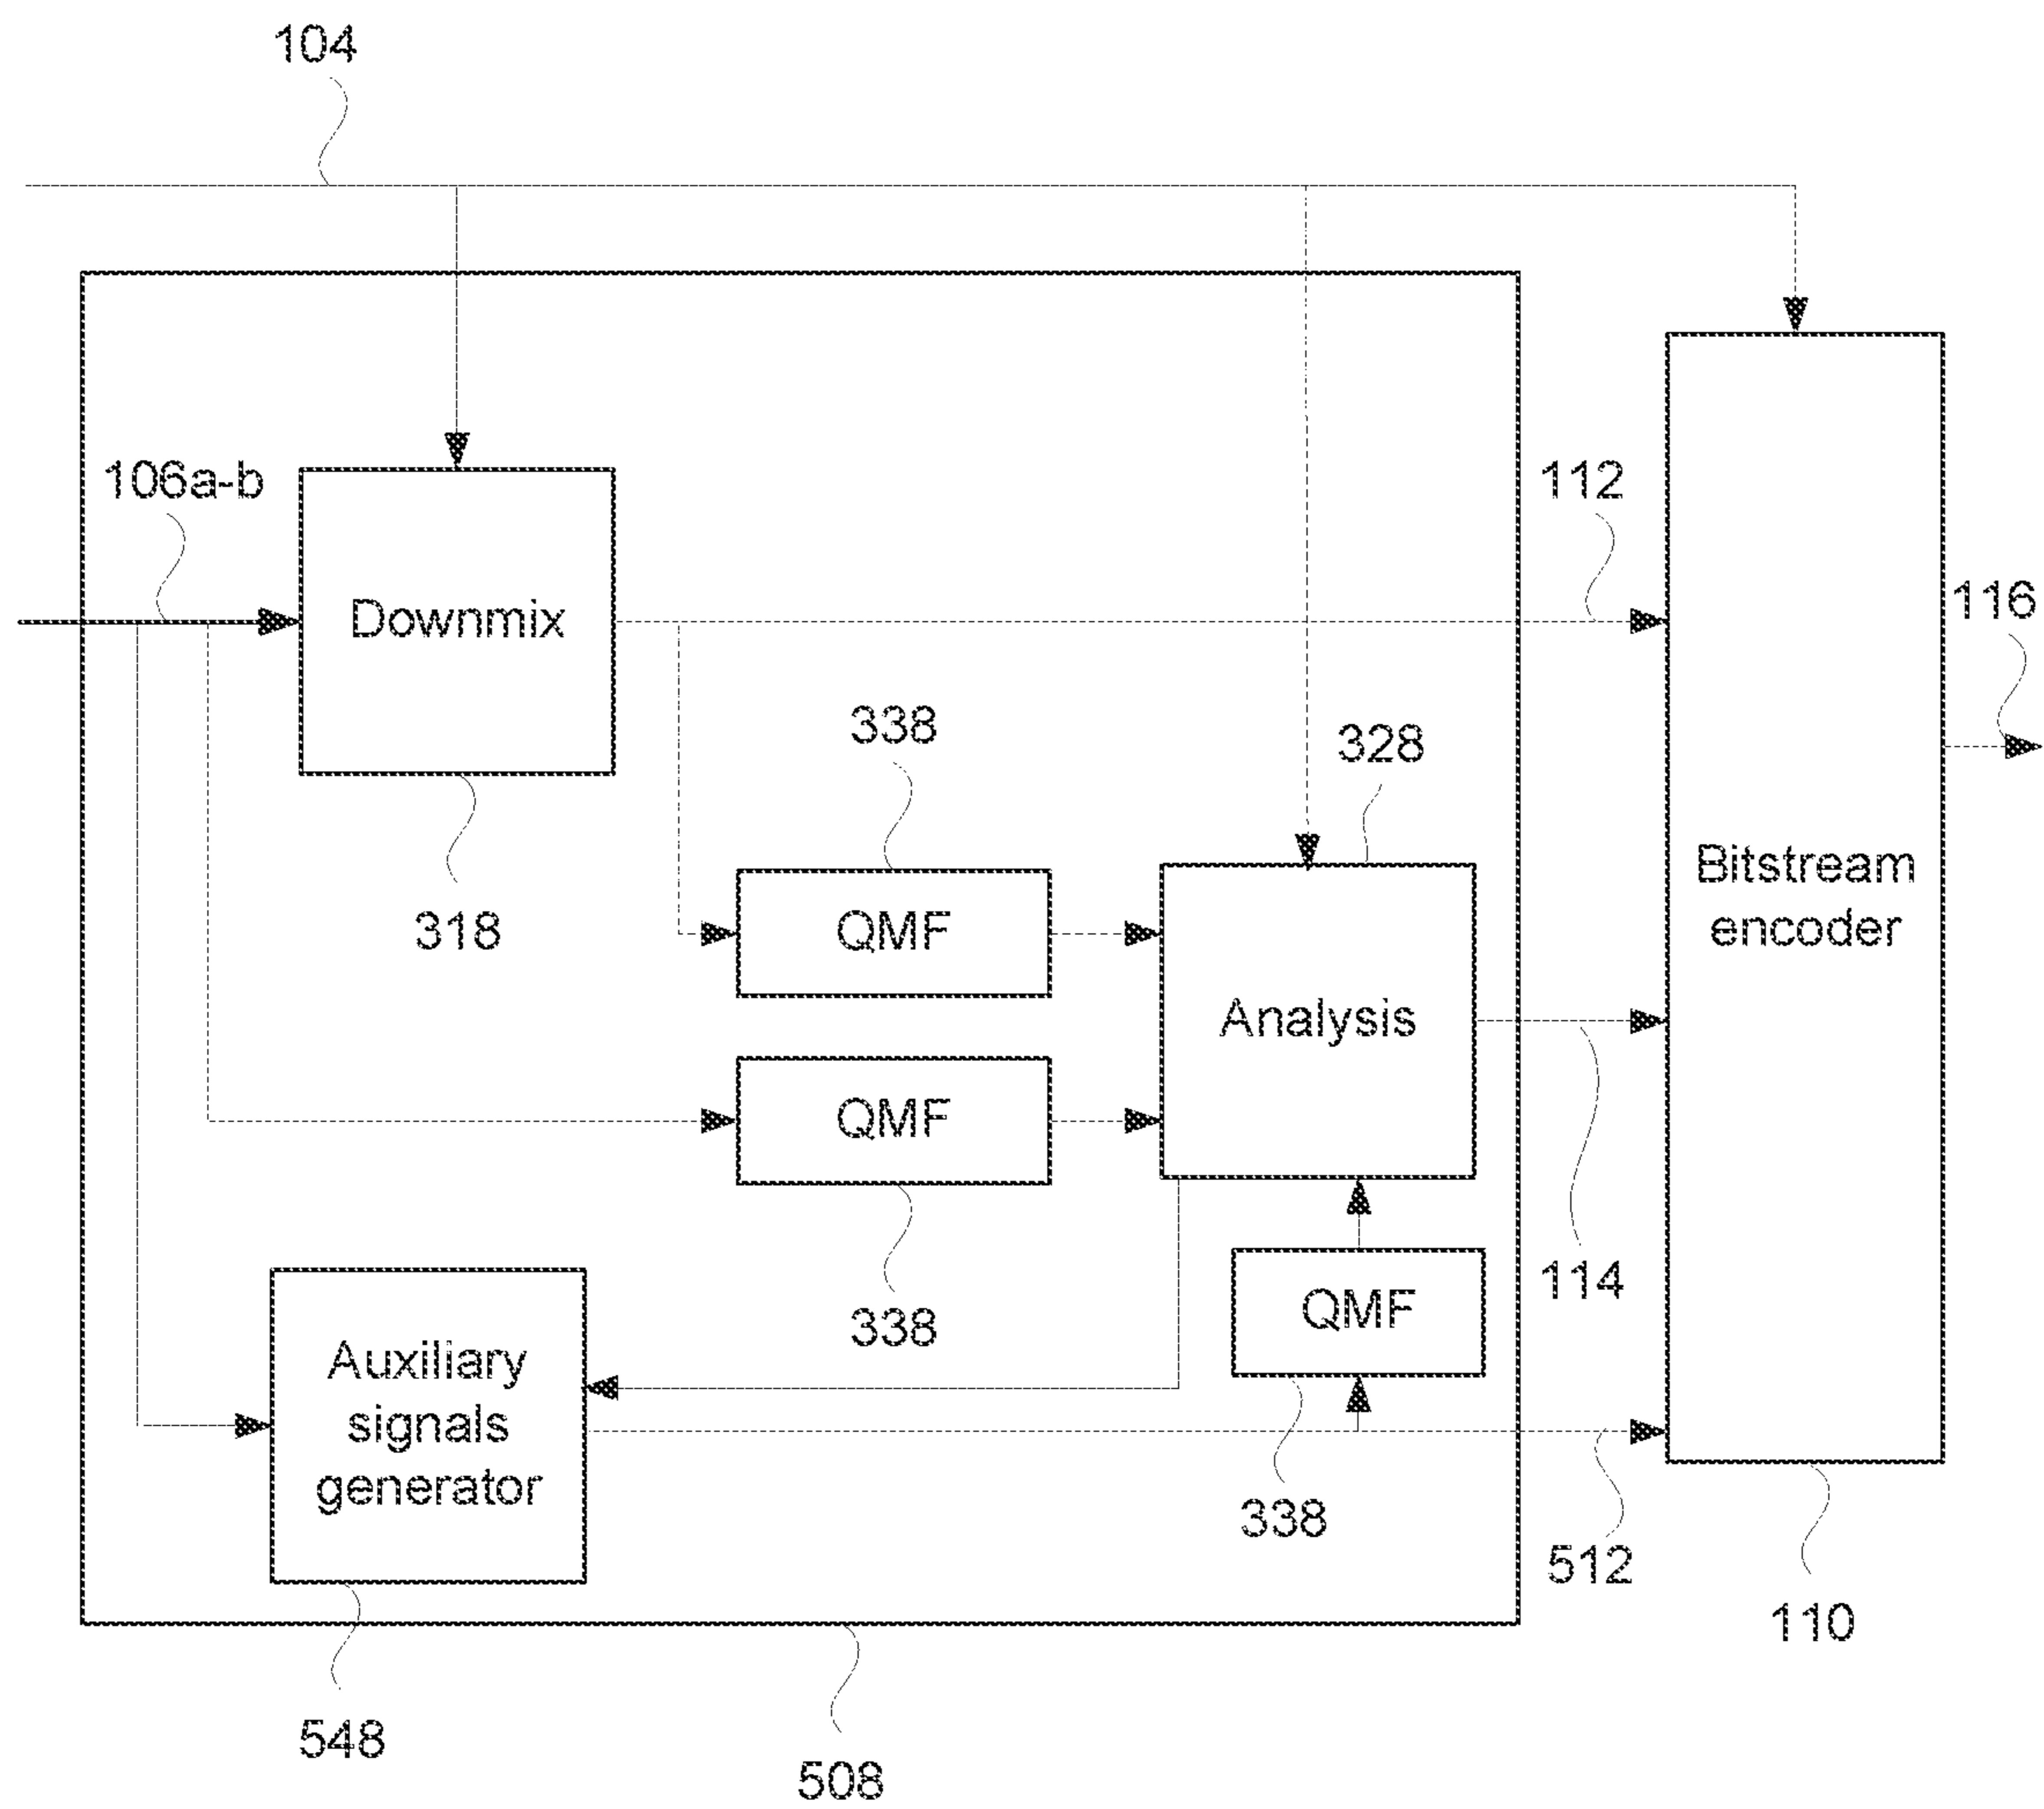 104
106a-b
112
116
Downmix
338
328
318
QMF
Bitstream
encoder
Analysis
QMF
114
338
QMF
Auxiliary
signals
generator
338
512
110
548
508